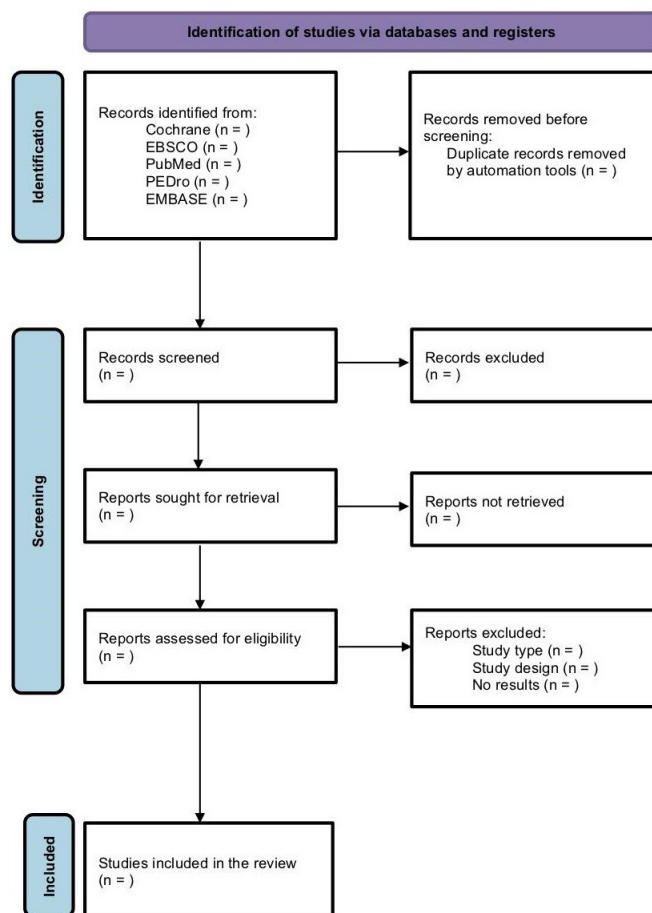 Identification of studies via databases and registers
Identification
Records identified from:
Cochrane (n = )
EBSCO (n = )
PubMed (n = )
PEDro (n = )
EMBASE (n = )
Records removed before
screening:
Duplicate records removed
by automation tools (n = )
Screening
Records screened
(n = )
Records excluded
(n = )
Reports sought for retrieval
(n = )
Reports not retrieved
(n = )
Reports assessed for eligibility
(n = )
Reports excluded:
Study type (n = )
Study design (n = )
No results (n = )
Included
Studies included in the review
(n = )